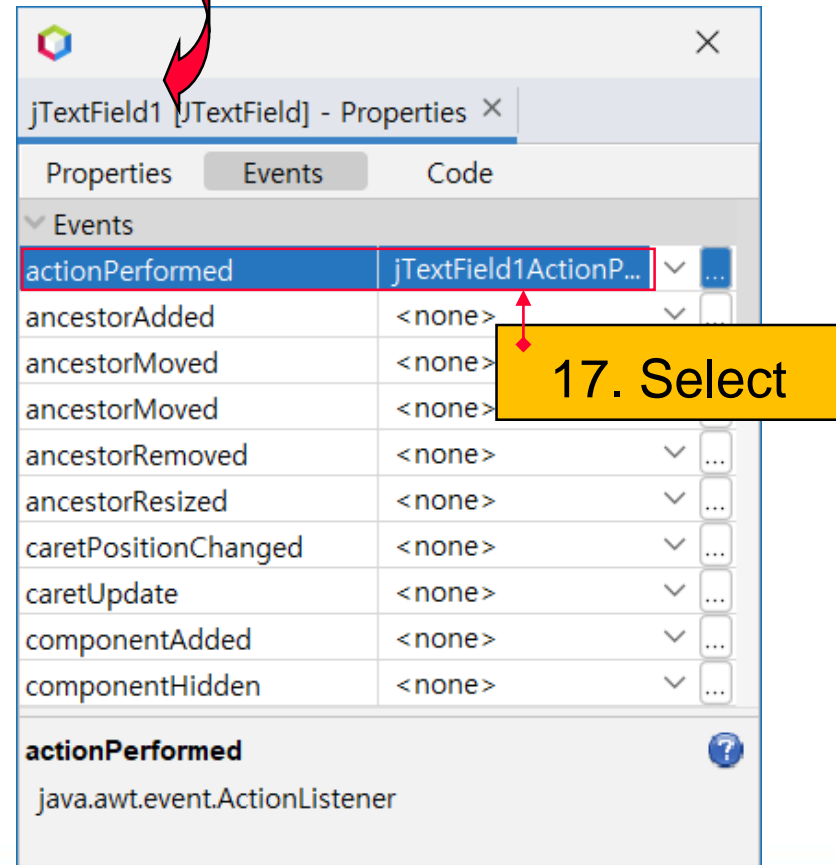 jTextField1 [JTextField] - Properties ×
Properties Events Code
Events
actionPerformed jTextField1ActionP... ...
ancestorAdded <none> ...
17. Select
ancestorMoved <none>
ancestorMoved <none>
ancestorRemoved <none> ...
ancestorResized <none> ...
caretPositionChanged <none> ...
caretUpdate <none> ...
componentAdded <none> ...
componentHidden <none> ...
actionPerformed ?
java.awt.event.ActionListener